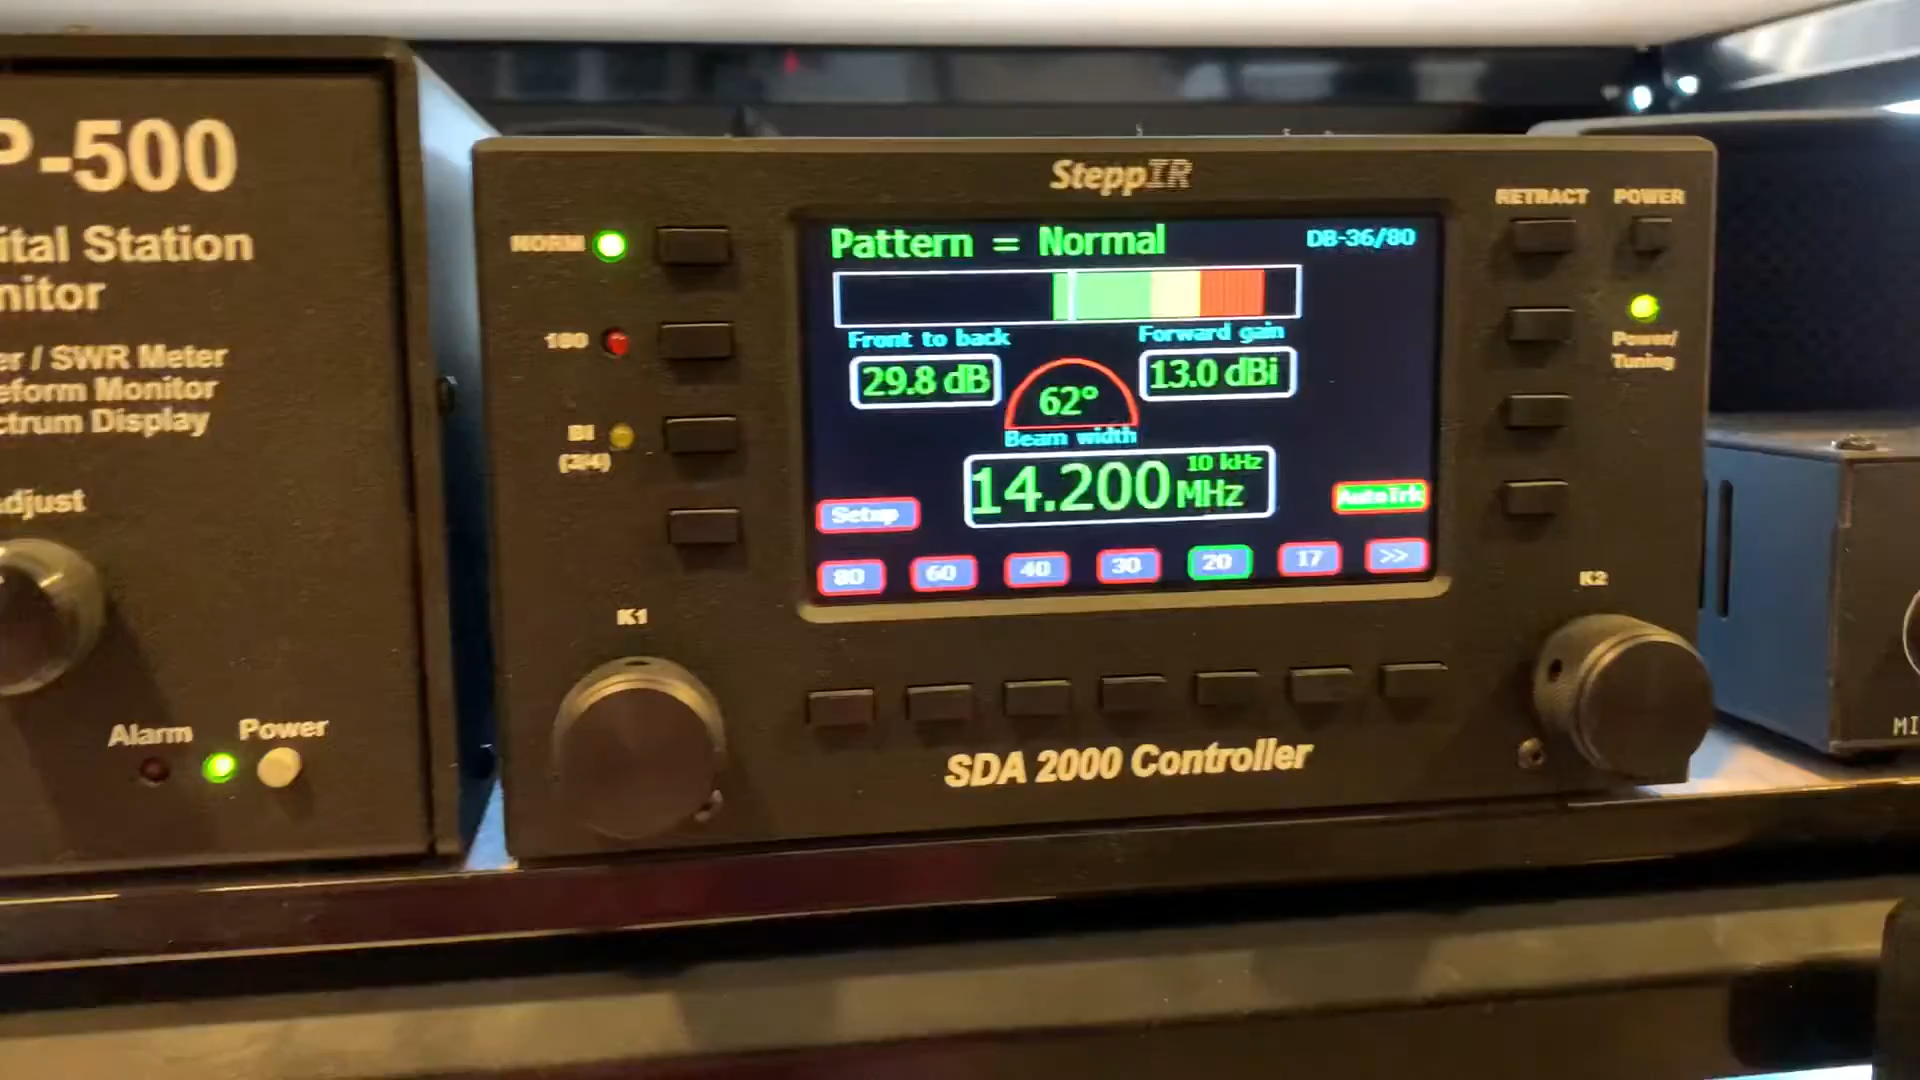 P-500
ital Station
nitor
er / SWR Meter
eform Monitor
ctrum Display
djust
Alarm
Power
SteppIR
NORM
180
BI
(3/4)
RETRACT
POWER
Power/
Tuning
Pattern = Normal
DB-36/80
Front to back
Forward gain
29.8 dB
62°
13.0 dBi
Beam width
14.200 MHz
10 kHz
Setup
AutoTrk
80
60
40
30
20
17
>>
K1
K2
SDA 2000 Controller
MI